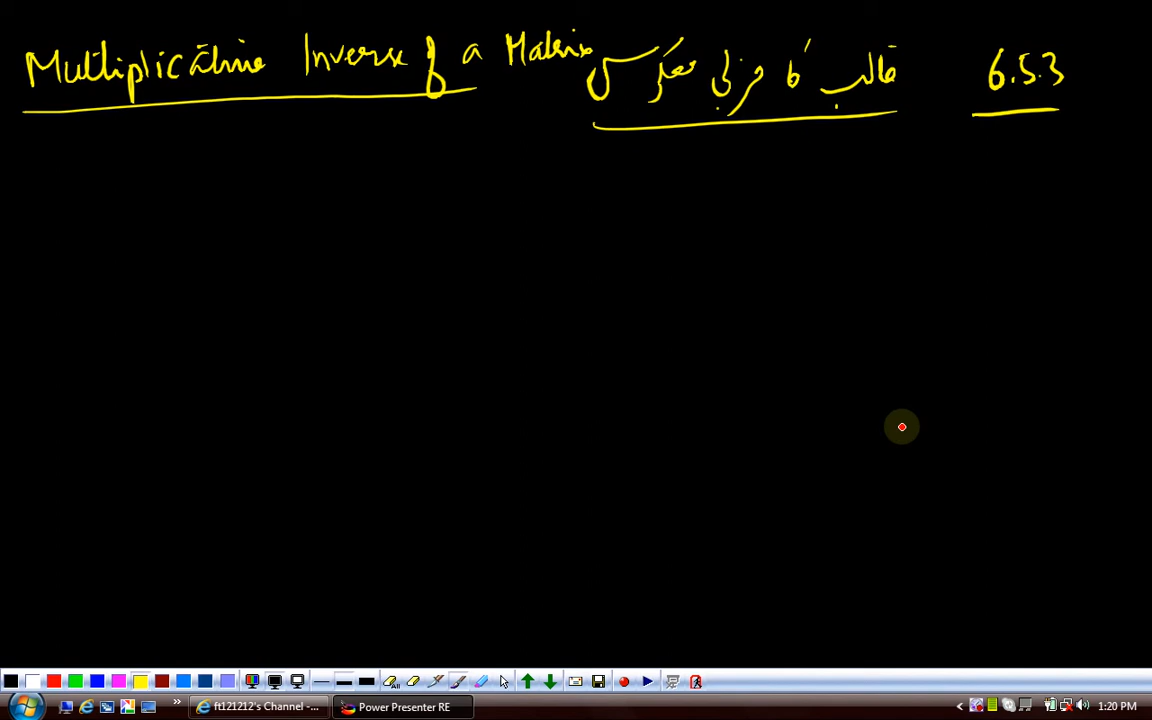 Multiplicative Inverse of a Matrix قالب کا ضربی معکوس 6.5.3
ft121212's Channel -... Power Presenter RE 1:20 PM